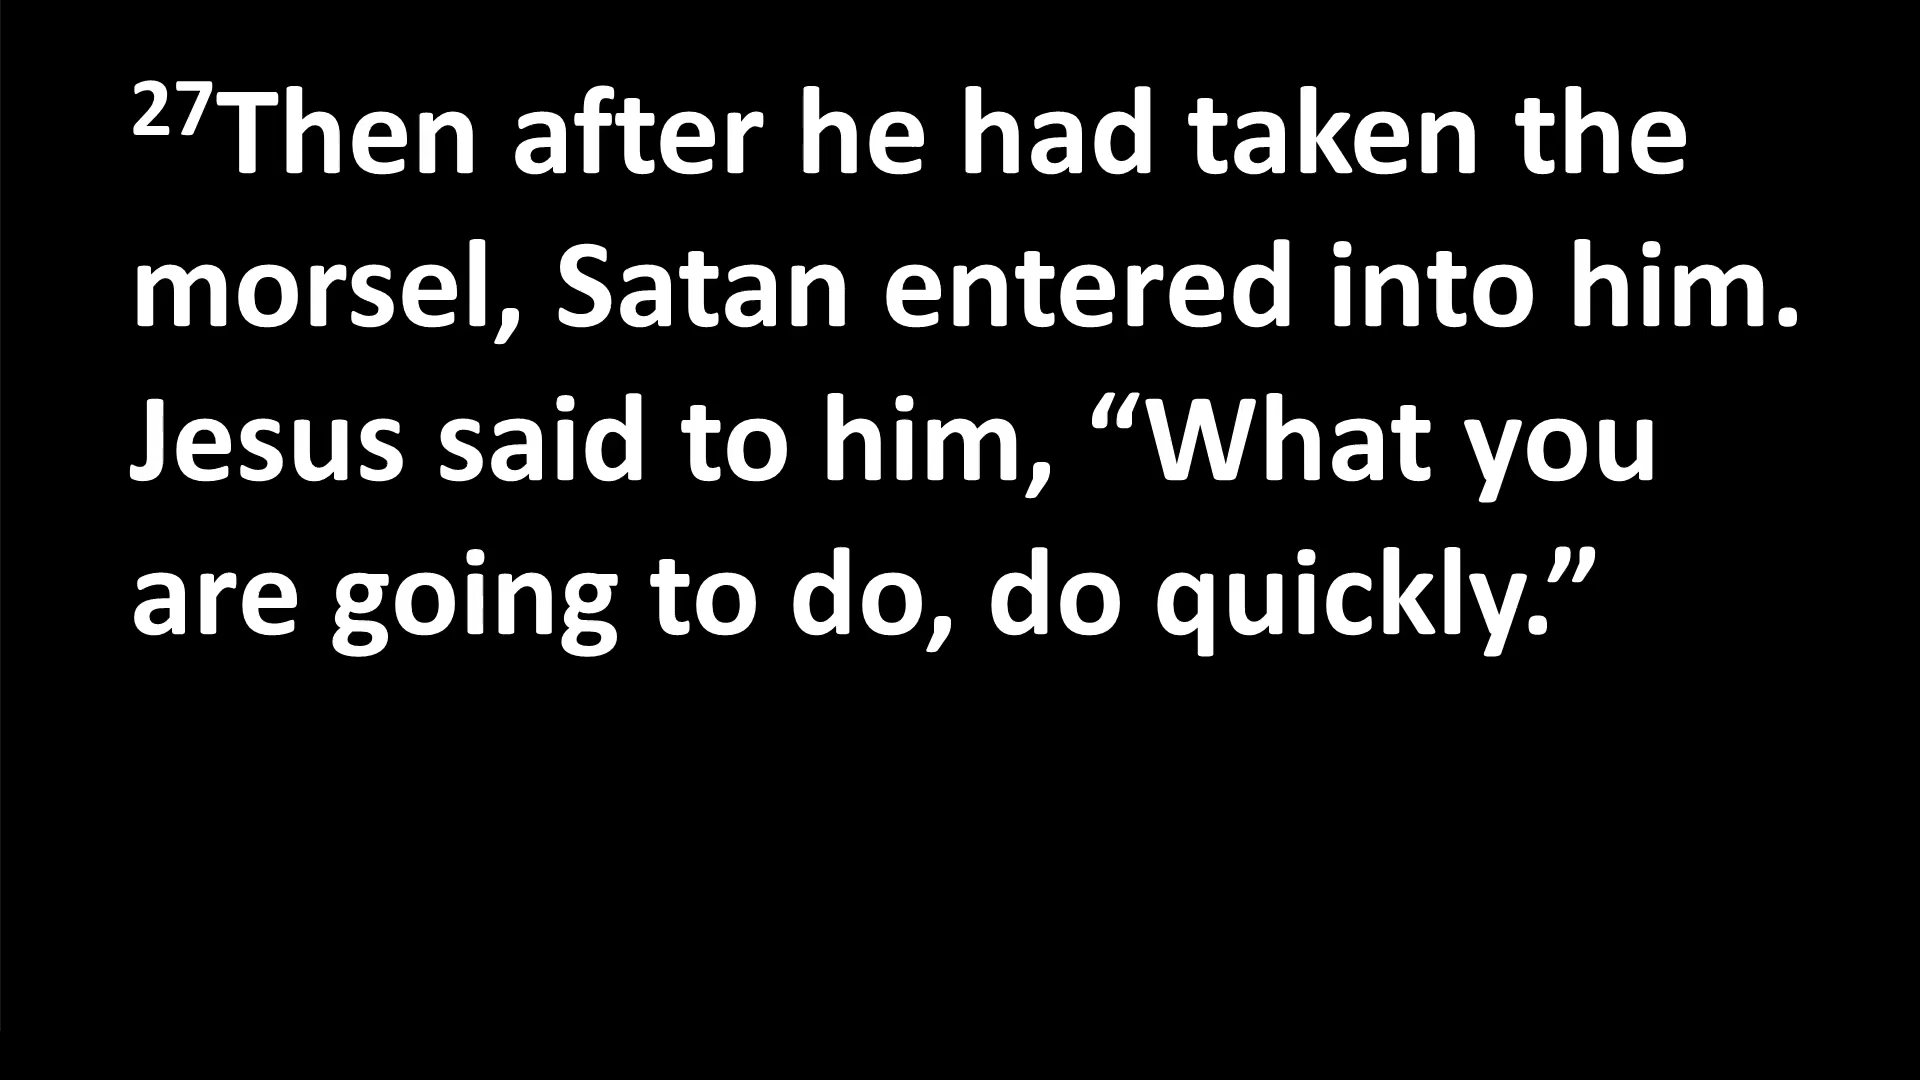 27Then after he had taken the
morsel, Satan entered into him.
Jesus said to him, “What you
are going to do, do quickly.”